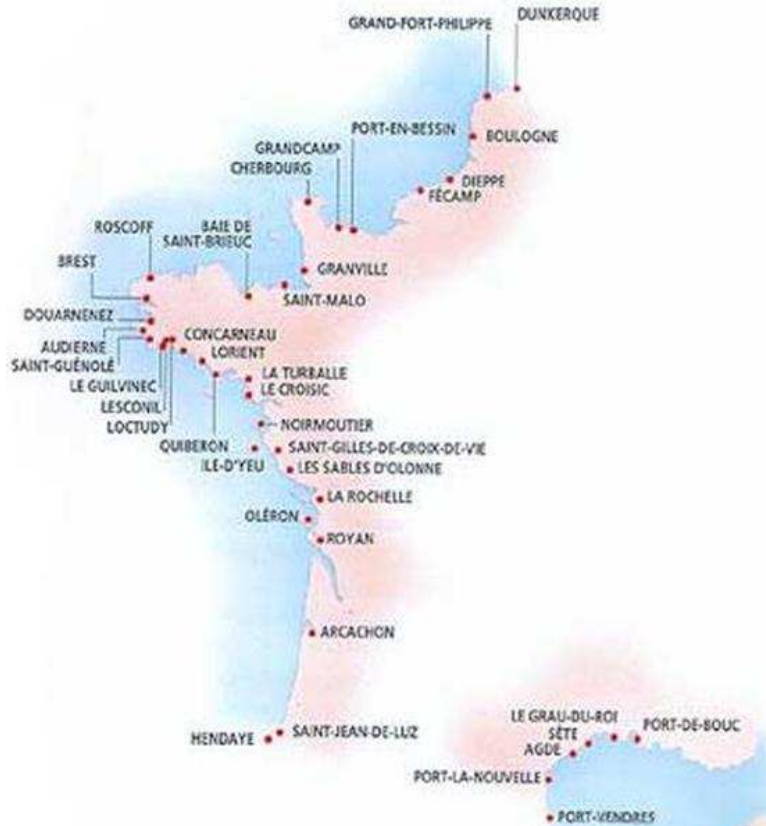 DUNKERQUE
GRAND-FORT-PHILIPPE
PORT-EN-BESSIN
BOULOGNE
GRANDCAMP
CHERBOURG
DIEPPE
FÉCAMP
ROSCOFF
BAIE DE
SAINT-BRIEUC
BREST
GRANVILLE
SAINT-MALO
DOUARNENEZ
CONCARNEAU
AUDIERNE
LORIENT
SAINT-GUÉNOLÉ
LA TURBALLE
LE GUILVINEC
LE CROISIC
LESCONIL
LOCTUDY
NOIRMOUTIER
QUIBERON
SAINT-GILLES-DE-CROIX-DE-VIE
ILE-D'YEU
LES SABLES D'OLONNE
LA ROCHELLE
OLÉRON
ROYAN
ARCACHON
HENDAYE
SAINT-JEAN-DE-LUZ
LE GRAU-DU-ROI
PORT-DE-BOUC
SÈTE
AGDE
PORT-LA-NOUVELLE
PORT-VENDRES